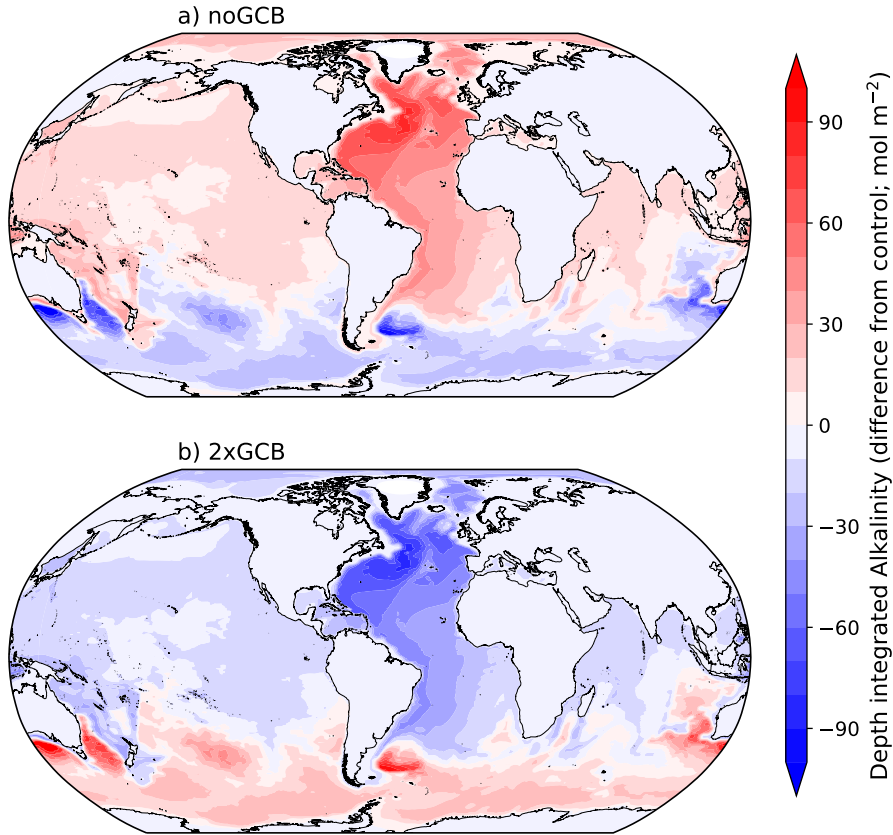 a) noGCB
b) 2xGCB
90
60
30
0
−30
−60
−90
Depth integrated Alkalinity (difference from control; mol m⁻²)